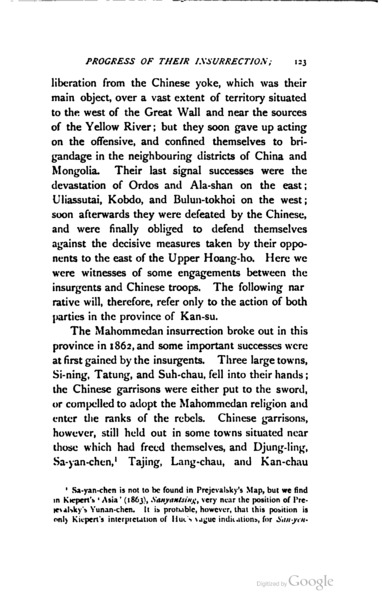 PROGRESS OF THEIR INSURRECTION; 123
liberation from the Chinese yoke, which was their
main object, over a vast extent of territory situated
to the west of the Great Wall and near the sources
of the Yellow River; but they soon gave up acting
on the offensive, and confined themselves to bri-
gandage in the neighbouring districts of China and
Mongolia. Their last signal successes were the
devastation of Ordos and Ala-shan on the east;
Uliassutai, Kobdo, and Bulun-tokhoi on the west;
soon afterwards they were defeated by the Chinese,
and were finally obliged to defend themselves
against the decisive measures taken by their oppo-
nents to the east of the Upper Hoang-ho. Here we
were witnesses of some engagements between the
insurgents and Chinese troops. The following nar
rative will, therefore, refer only to the action of both
parties in the province of Kan-su.
The Mahommedan insurrection broke out in this
province in 1862, and some important successes were
at first gained by the insurgents. Three large towns,
Si-ning, Tatung, and Suh-chau, fell into their hands;
the Chinese garrisons were either put to the sword,
or compelled to adopt the Mahommedan religion and
enter the ranks of the rebels. Chinese garrisons,
however, still held out in some towns situated near
those which had freed themselves, and Djung-ling,
Sa-yan-chen,¹ Tajing, Lang-chau, and Kan-chau
¹ Sa-yan-chen is not to be found in Prejevalsky's Map, but we find
in Kiepert's 'Asia' (1863), Sanyantsing, very near the position of Pre-
jevalsky's Yunan-chen. It is probable, however, that this position is
only Kiepert's interpretation of Huc's vague indications, for San-yen-
Digitized by Google